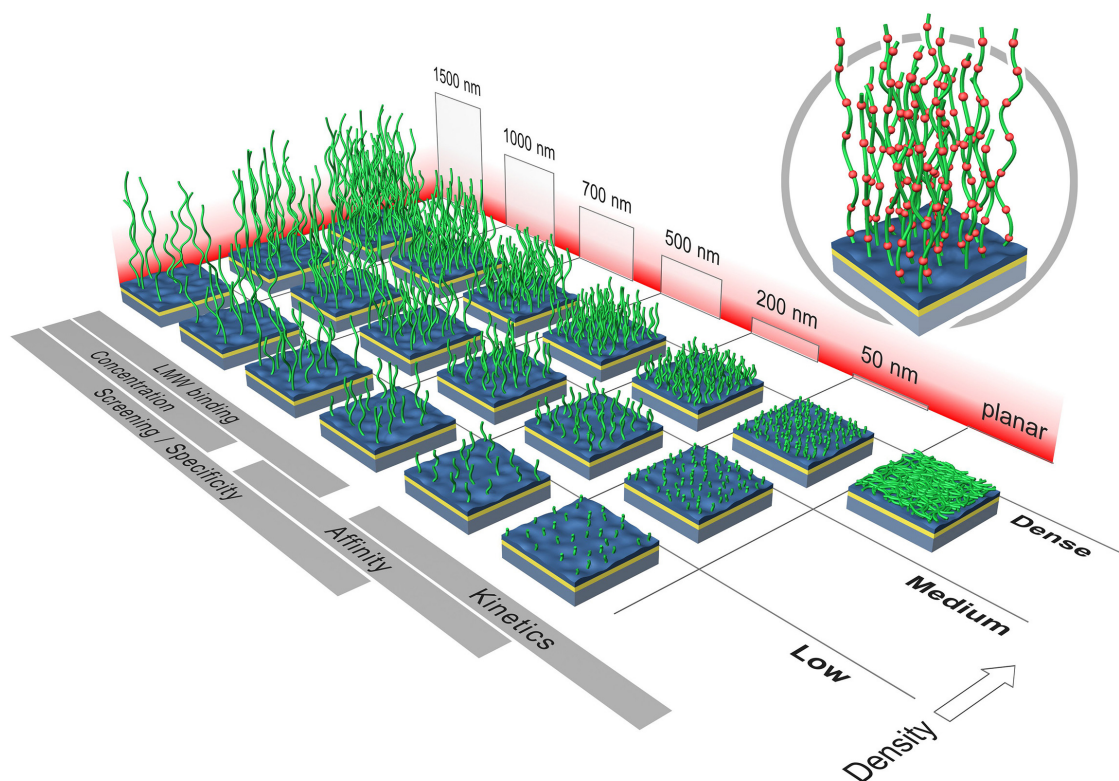 1500 nm
1000 nm
700 nm
500 nm
200 nm
50 nm
planar
LMW binding
Concentration
Screening / Specificity
Affinity
Kinetics
Dense
Medium
Low
Density